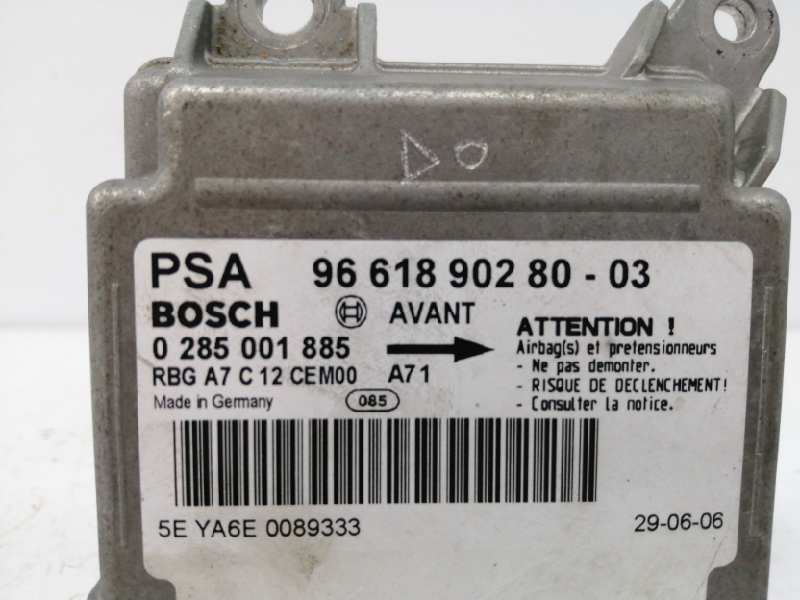 PSA 96 618 902 80 - 03
BOSCH AVANT
0 285 001 885
RBG A7 C 12 CEM00 A71
Made in Germany 085
ATTENTION !
Airbag(s) et pretensionneurs
- Ne pas demonter.
- RISQUE DE DECLENCHEMENT!
- Consulter la notice.
5E YA6E 0089333 29-06-06